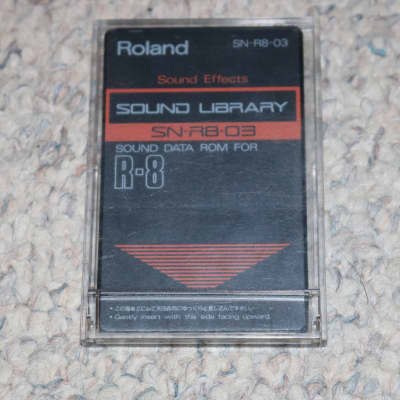 Roland SN-R8-03
Sound Effects
SOUND LIBRARY
SN-R8-03
SOUND DATA ROM FOR
R-8
• Gently insert with this side facing upward.